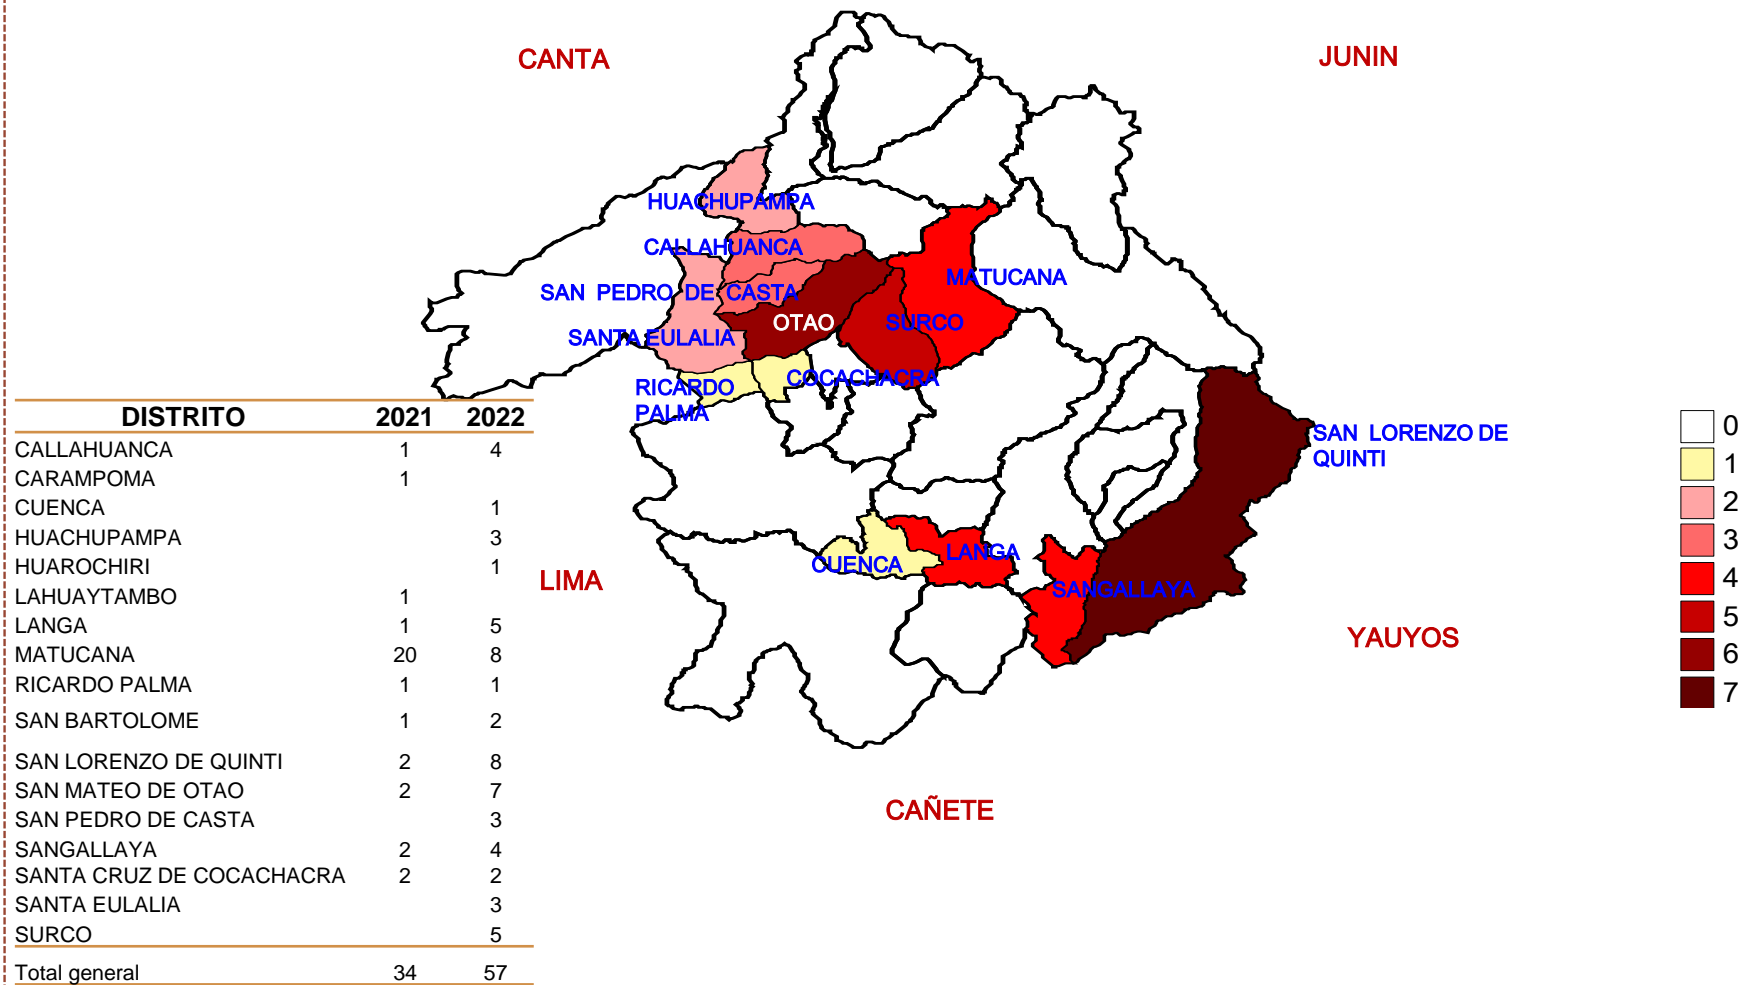 CANTA
JUNIN
HUACHUPAMPA
CALLAHUANCA
MATUCANA
SAN PEDRO DE CASTA
OTAO
SURCO
SANTA EULALIA
COCACHACRA
RICARDO
PALMA
SAN LORENZO DE
QUINTI
LANGA
CUENCA
SANGALLAYA
LIMA
YAUYOS
CAÑETE
DISTRITO 2021 2022
CALLAHUANCA 1 4
CARAMPOMA 1
CUENCA 1
HUACHUPAMPA 3
HUAROCHIRI 1
LAHUAYTAMBO 1
LANGA 1 5
MATUCANA 20 8
RICARDO PALMA 1 1
SAN BARTOLOME 1 2
SAN LORENZO DE QUINTI 2 8
SAN MATEO DE OTAO 2 7
SAN PEDRO DE CASTA 3
SANGALLAYA 2 4
SANTA CRUZ DE COCACHACRA 2 2
SANTA EULALIA 3
SURCO 5
Total general 34 57
0
1
2
3
4
5
6
7